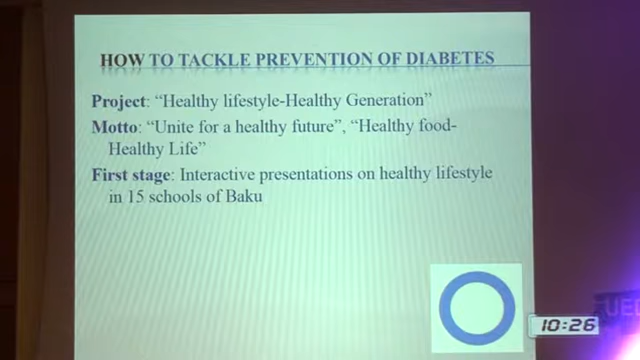 HOW TO TACKLE PREVENTION OF DIABETES
Project: “Healthy lifestyle-Healthy Generation”
Motto: “Unite for a healthy future”, “Healthy food-
Healthy Life”
First stage: Interactive presentations on healthy lifestyle
in 15 schools of Baku
10:26